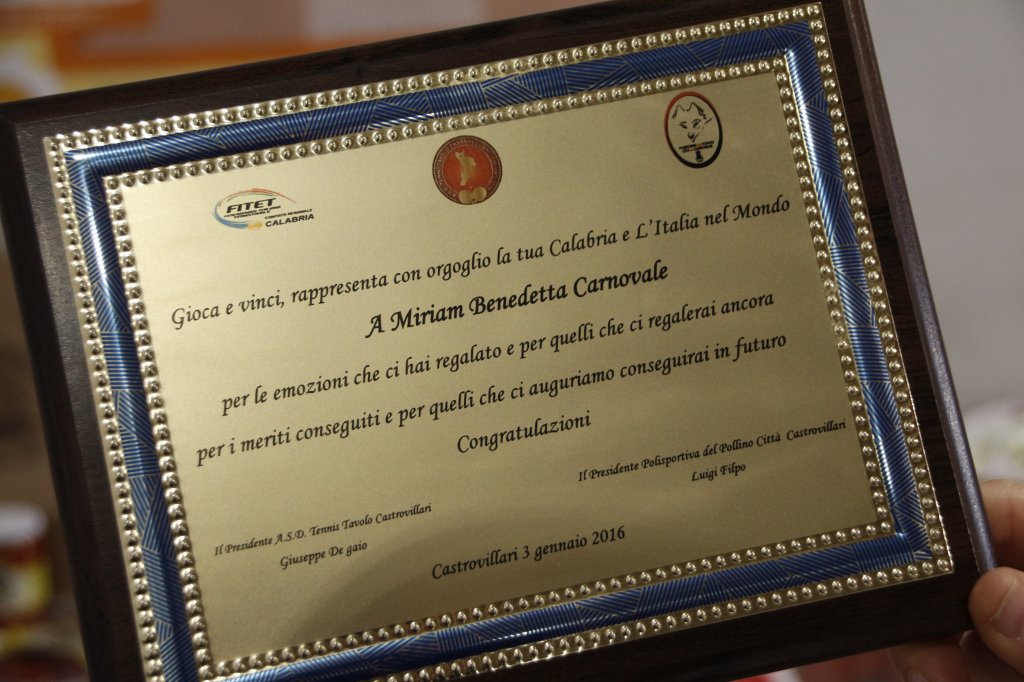 FITET
COMITATO REGIONALE
CALABRIA
Gioca e vinci, rappresenta con orgoglio la tua Calabria e L'Italia nel Mondo
A Miriam Benedetta Carnovale
per le emozioni che ci hai regalato e per quelli che ci regalerai ancora
per i meriti conseguiti e per quelli che ci auguriamo conseguirai in futuro
Congratulazioni
Il Presidente Polisportiva del Pollino Città Castrovillari
Luigi Filpo
Il Presidente A.S.D. Tennis Tavolo Castrovillari
Giuseppe De gaio
Castrovillari 3 gennaio 2016